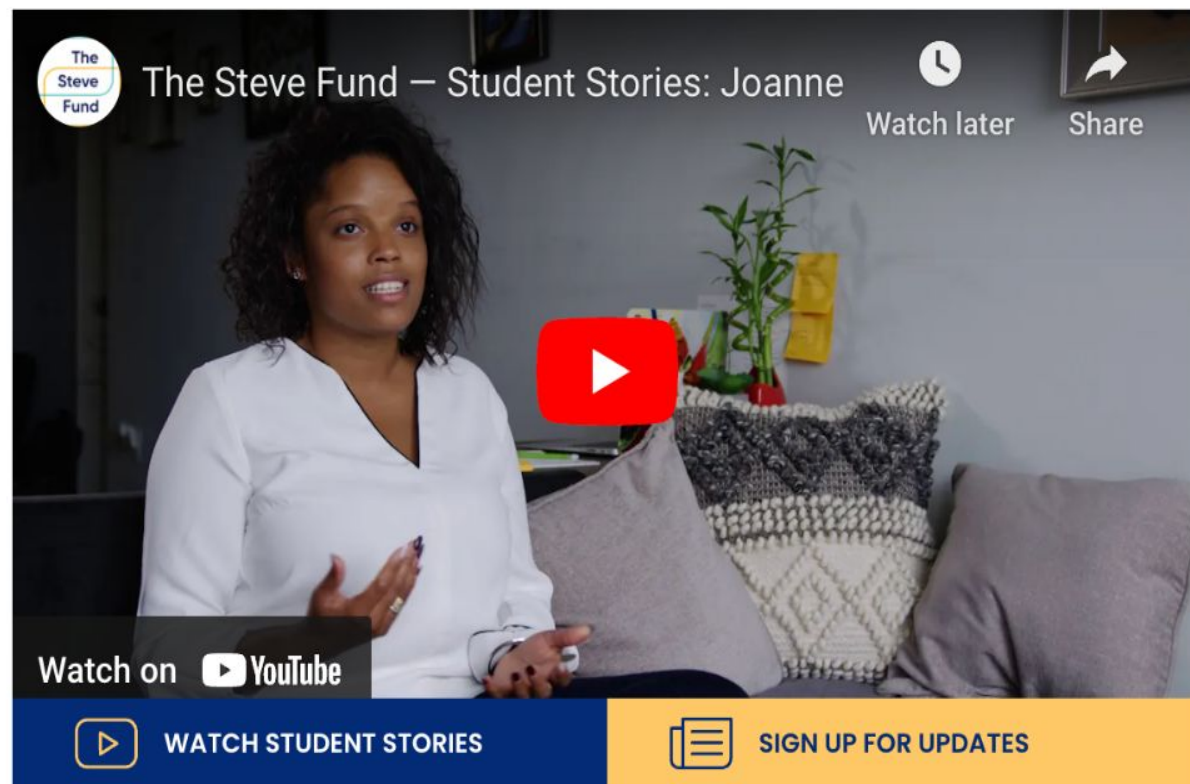 The
Steve
Fund
The Steve Fund — Student Stories: Joanne
Watch later
Share
Watch on YouTube
WATCH STUDENT STORIES
SIGN UP FOR UPDATES